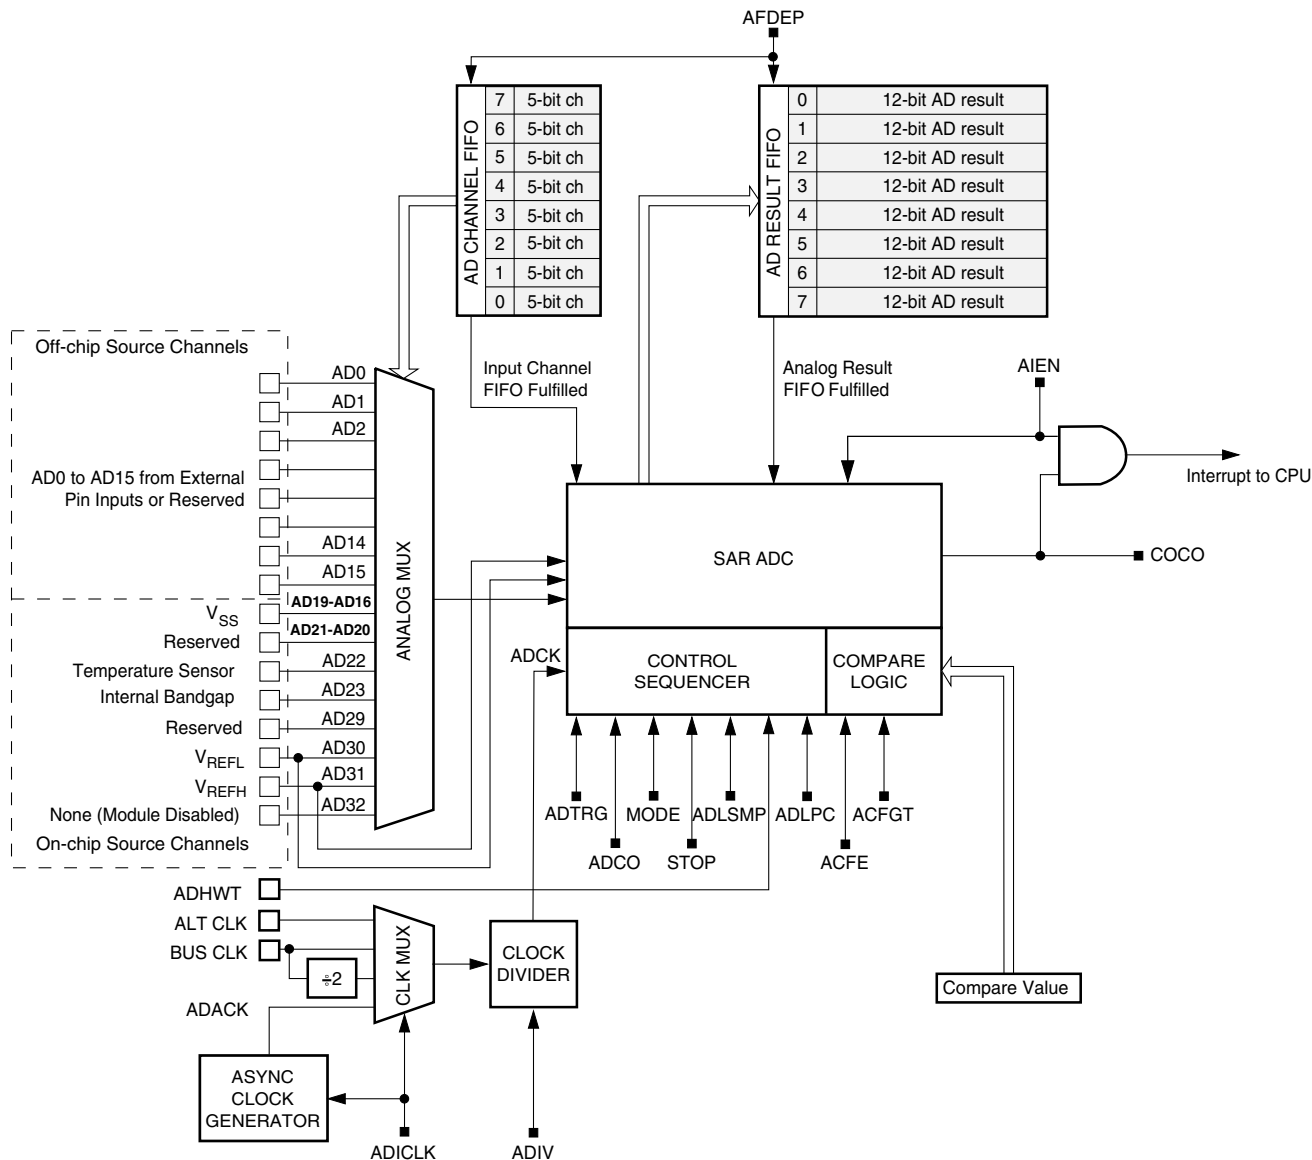 AFDEP
AD CHANNEL FIFO
7 5-bit ch
6 5-bit ch
5 5-bit ch
4 5-bit ch
3 5-bit ch
2 5-bit ch
1 5-bit ch
0 5-bit ch
AD RESULT FIFO
0 12-bit AD result
1 12-bit AD result
2 12-bit AD result
3 12-bit AD result
4 12-bit AD result
5 12-bit AD result
6 12-bit AD result
7 12-bit AD result
Off-chip Source Channels
AD0
AD1
AD2
AD0 to AD15 from External
Pin Inputs or Reserved
AD14
AD15
VSS
AD19-AD16
Reserved
AD21-AD20
Temperature Sensor
AD22
Internal Bandgap
AD23
Reserved
AD29
VREFL
AD30
VREFH
AD31
None (Module Disabled)
AD32
On-chip Source Channels
ANALOG MUX
Input Channel
FIFO Fulfilled
Analog Result
FIFO Fulfilled
AIEN
Interrupt to CPU
SAR ADC
COCO
ADCK
CONTROL
SEQUENCER
COMPARE
LOGIC
ADTRG
MODE
ADLSMP
ADLPC
ACFGT
ADCO
STOP
ACFE
ADHWT
ALT CLK
BUS CLK
÷2
ADACK
CLK MUX
CLOCK
DIVIDER
Compare Value
ASYNC
CLOCK
GENERATOR
ADICLK
ADIV